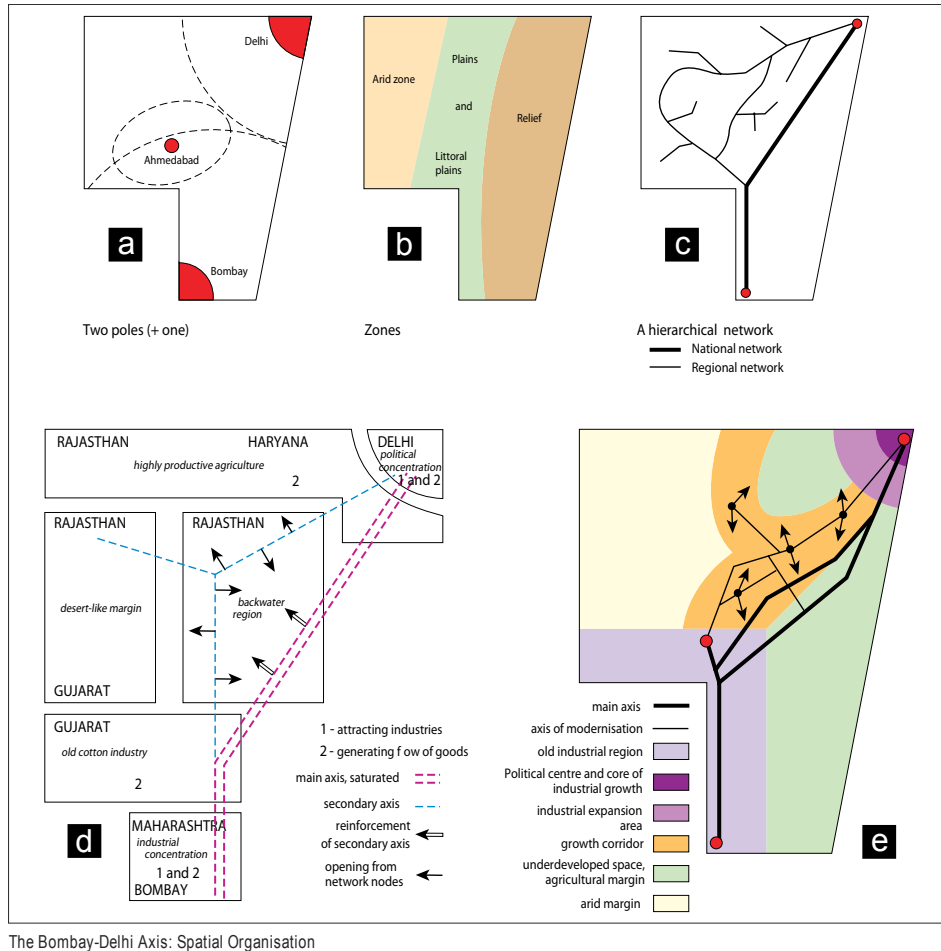 Delhi
Ahmedabad
Bombay
a
Two poles (+ one)
Arid zone
Plains
and
Littoral
plains
Relief
b
Zones
c
A hierarchical network
National network
Regional network
RAJASTHAN
HARYANA
highly productive agriculture
2
DELHI
political
concentration
1 and 2
RAJASTHAN
desert-like margin
GUJARAT
RAJASTHAN
backwater
region
GUJARAT
old cotton industry
2
MAHARASHTRA
industrial
concentration
1 and 2
BOMBAY
d
1 - attracting industries
2 - generating f ow of goods
main axis, saturated
secondary axis
reinforcement
of secondary axis
opening from
network nodes
main axis
axis of modernisation
old industrial region
Political centre and core of
industrial growth
industrial expansion
area
growth corridor
underdeveloped space,
agricultural margin
arid margin
e
The Bombay-Delhi Axis: Spatial Organisation